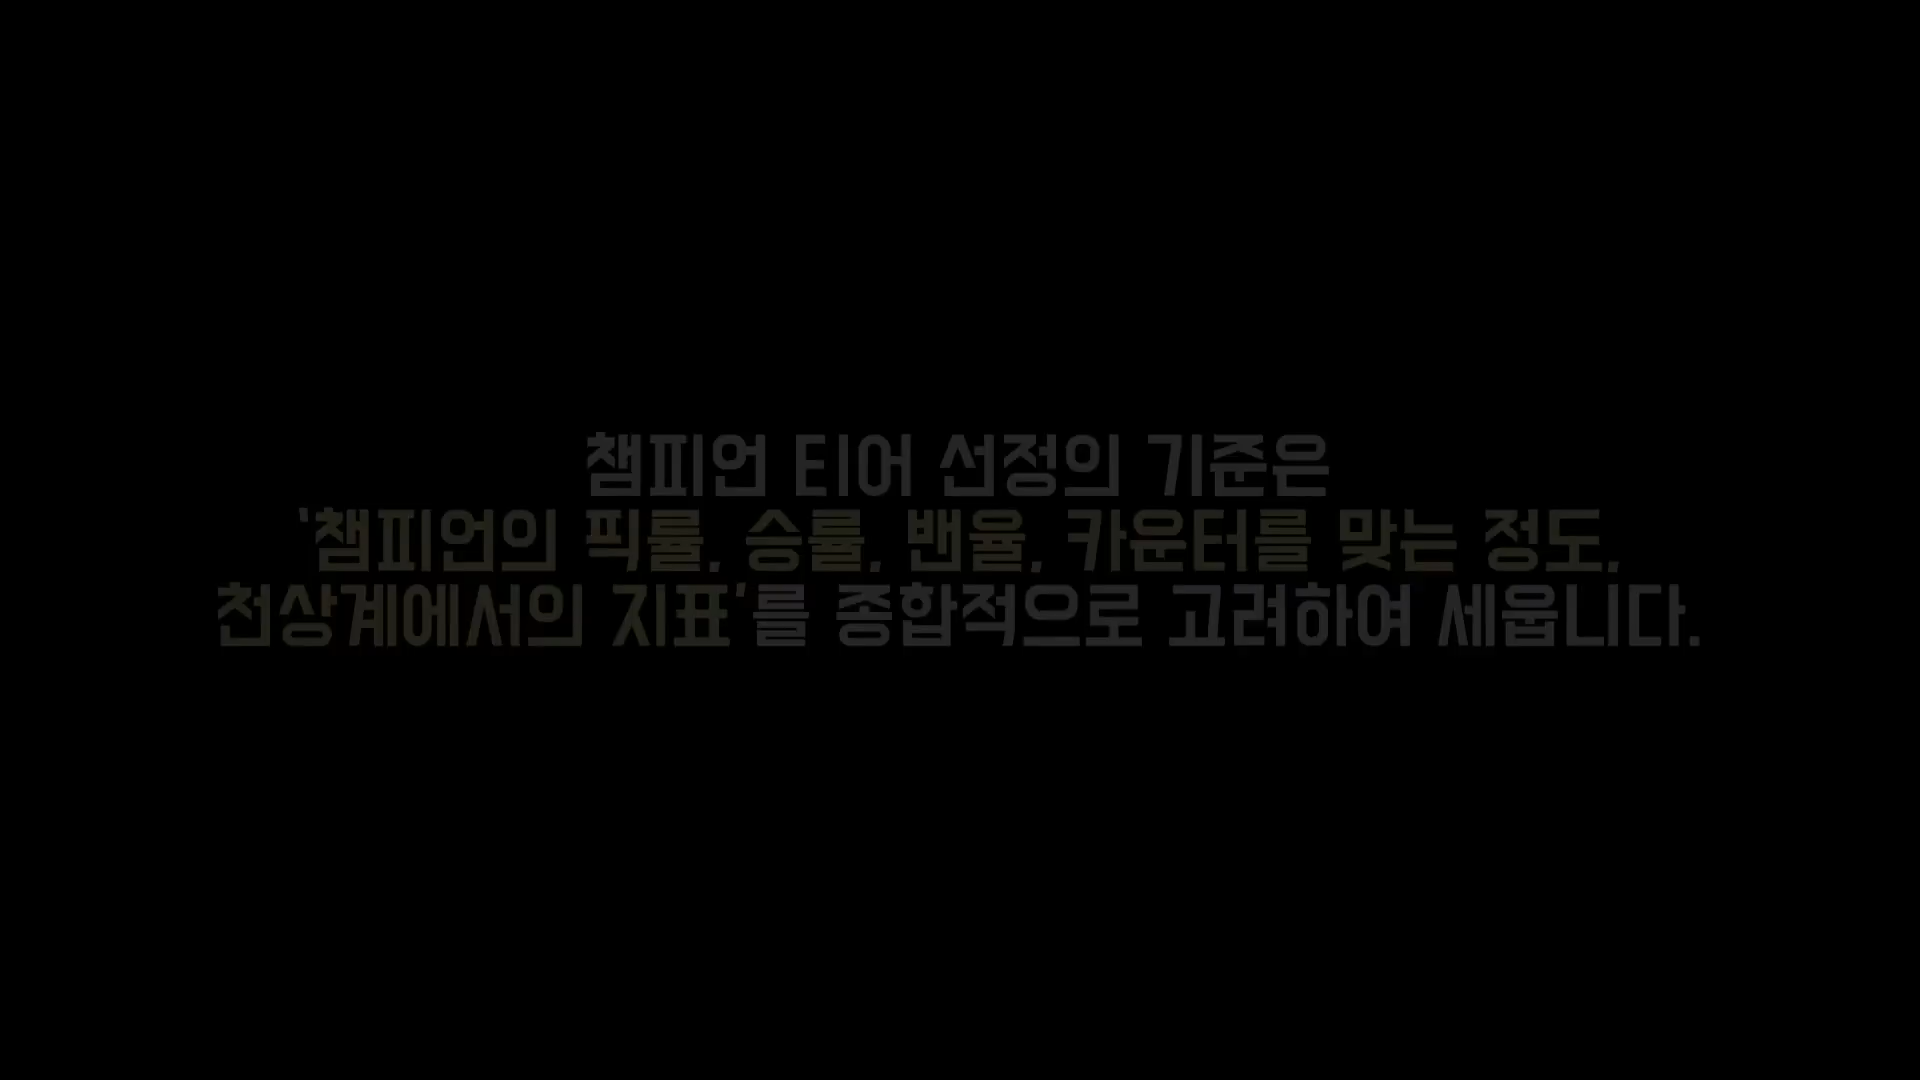 챔피언 티어 선정의 기준은
'챔피언의 픽률, 승률, 밴율, 카운터를 맞는 정도,
천상계에서의 지표'를 종합적으로 고려하여 세웁니다.